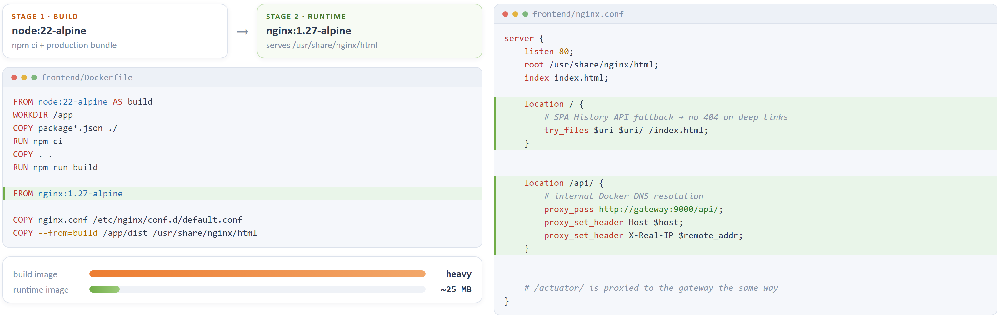 STAGE 1 · BUILD
node:22-alpine
npm ci + production bundle
→
STAGE 2 · RUNTIME
nginx:1.27-alpine
serves /usr/share/nginx/html
frontend/Dockerfile
FROM node:22-alpine AS build
WORKDIR /app
COPY package*.json ./
RUN npm ci
COPY . .
RUN npm run build
FROM nginx:1.27-alpine
COPY nginx.conf /etc/nginx/conf.d/default.conf
COPY --from=build /app/dist /usr/share/nginx/html
build image heavy
runtime image ~25 MB
frontend/nginx.conf
server {
    listen 80;
    root /usr/share/nginx/html;
    index index.html;
    location / {
        # SPA History API fallback → no 404 on deep links
        try_files $uri $uri/ /index.html;
    }
    location /api/ {
        # internal Docker DNS resolution
        proxy_pass http://gateway:9000/api/;
        proxy_set_header Host $host;
        proxy_set_header X-Real-IP $remote_addr;
    }
    # /actuator/ is proxied to the gateway the same way
}